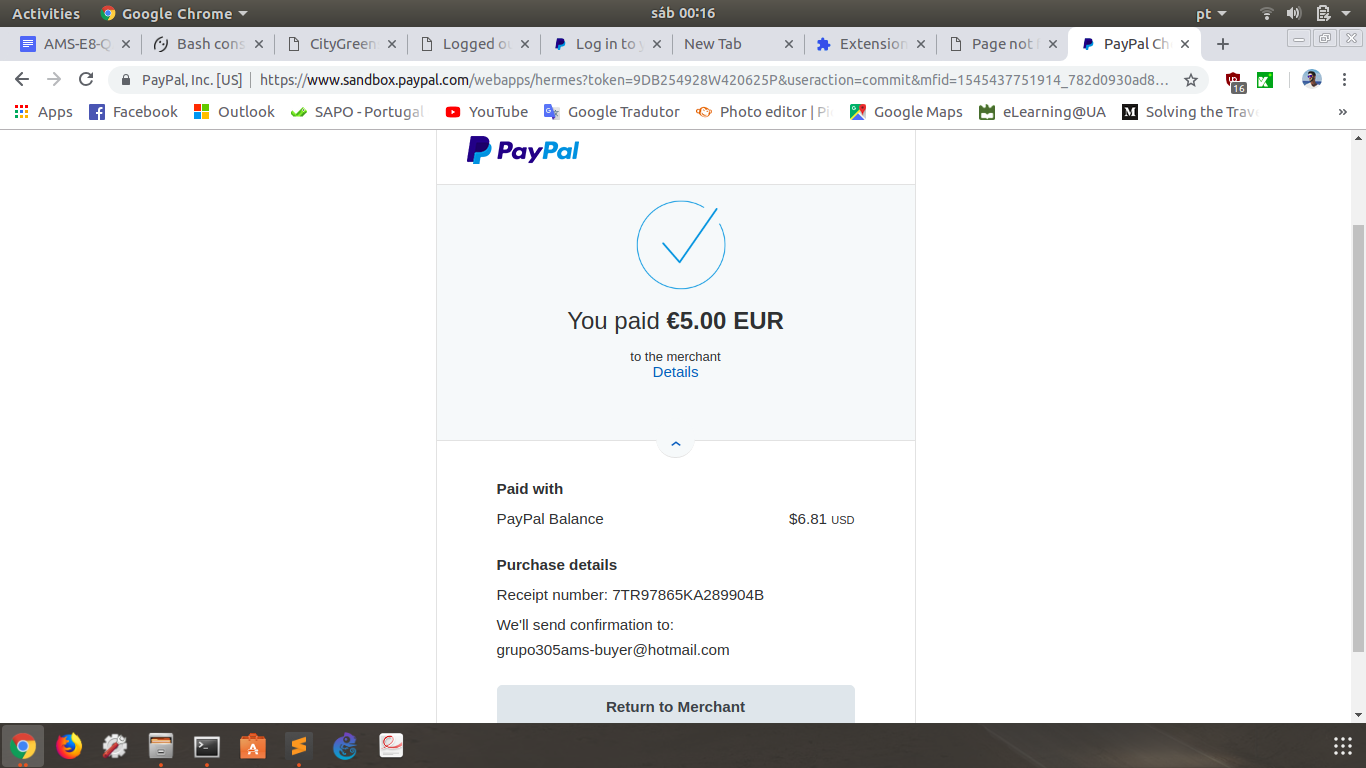 Activities Google Chrome sáb 00:16 pt
AMS-E8-Q Bash cons CityGreen Logged ou Log in to y New Tab Extension Page not PayPal Ch
PayPal, Inc. [US] https://www.sandbox.paypal.com/webapps/hermes?token=9DB254928W420625P&useraction=commit&mfid=1545437751914_782d0930ad8... 16
Apps Facebook Outlook SAPO - Portugal YouTube Google Tradutor Photo editor | Pi Google Maps eLearning@UA M Solving the Trav »
PayPal
You paid €5.00 EUR
to the merchant
Details
Paid with
PayPal Balance $6.81 USD
Purchase details
Receipt number: 7TR97865KA289904B
We'll send confirmation to:
grupo305ams-buyer@hotmail.com
Return to Merchant